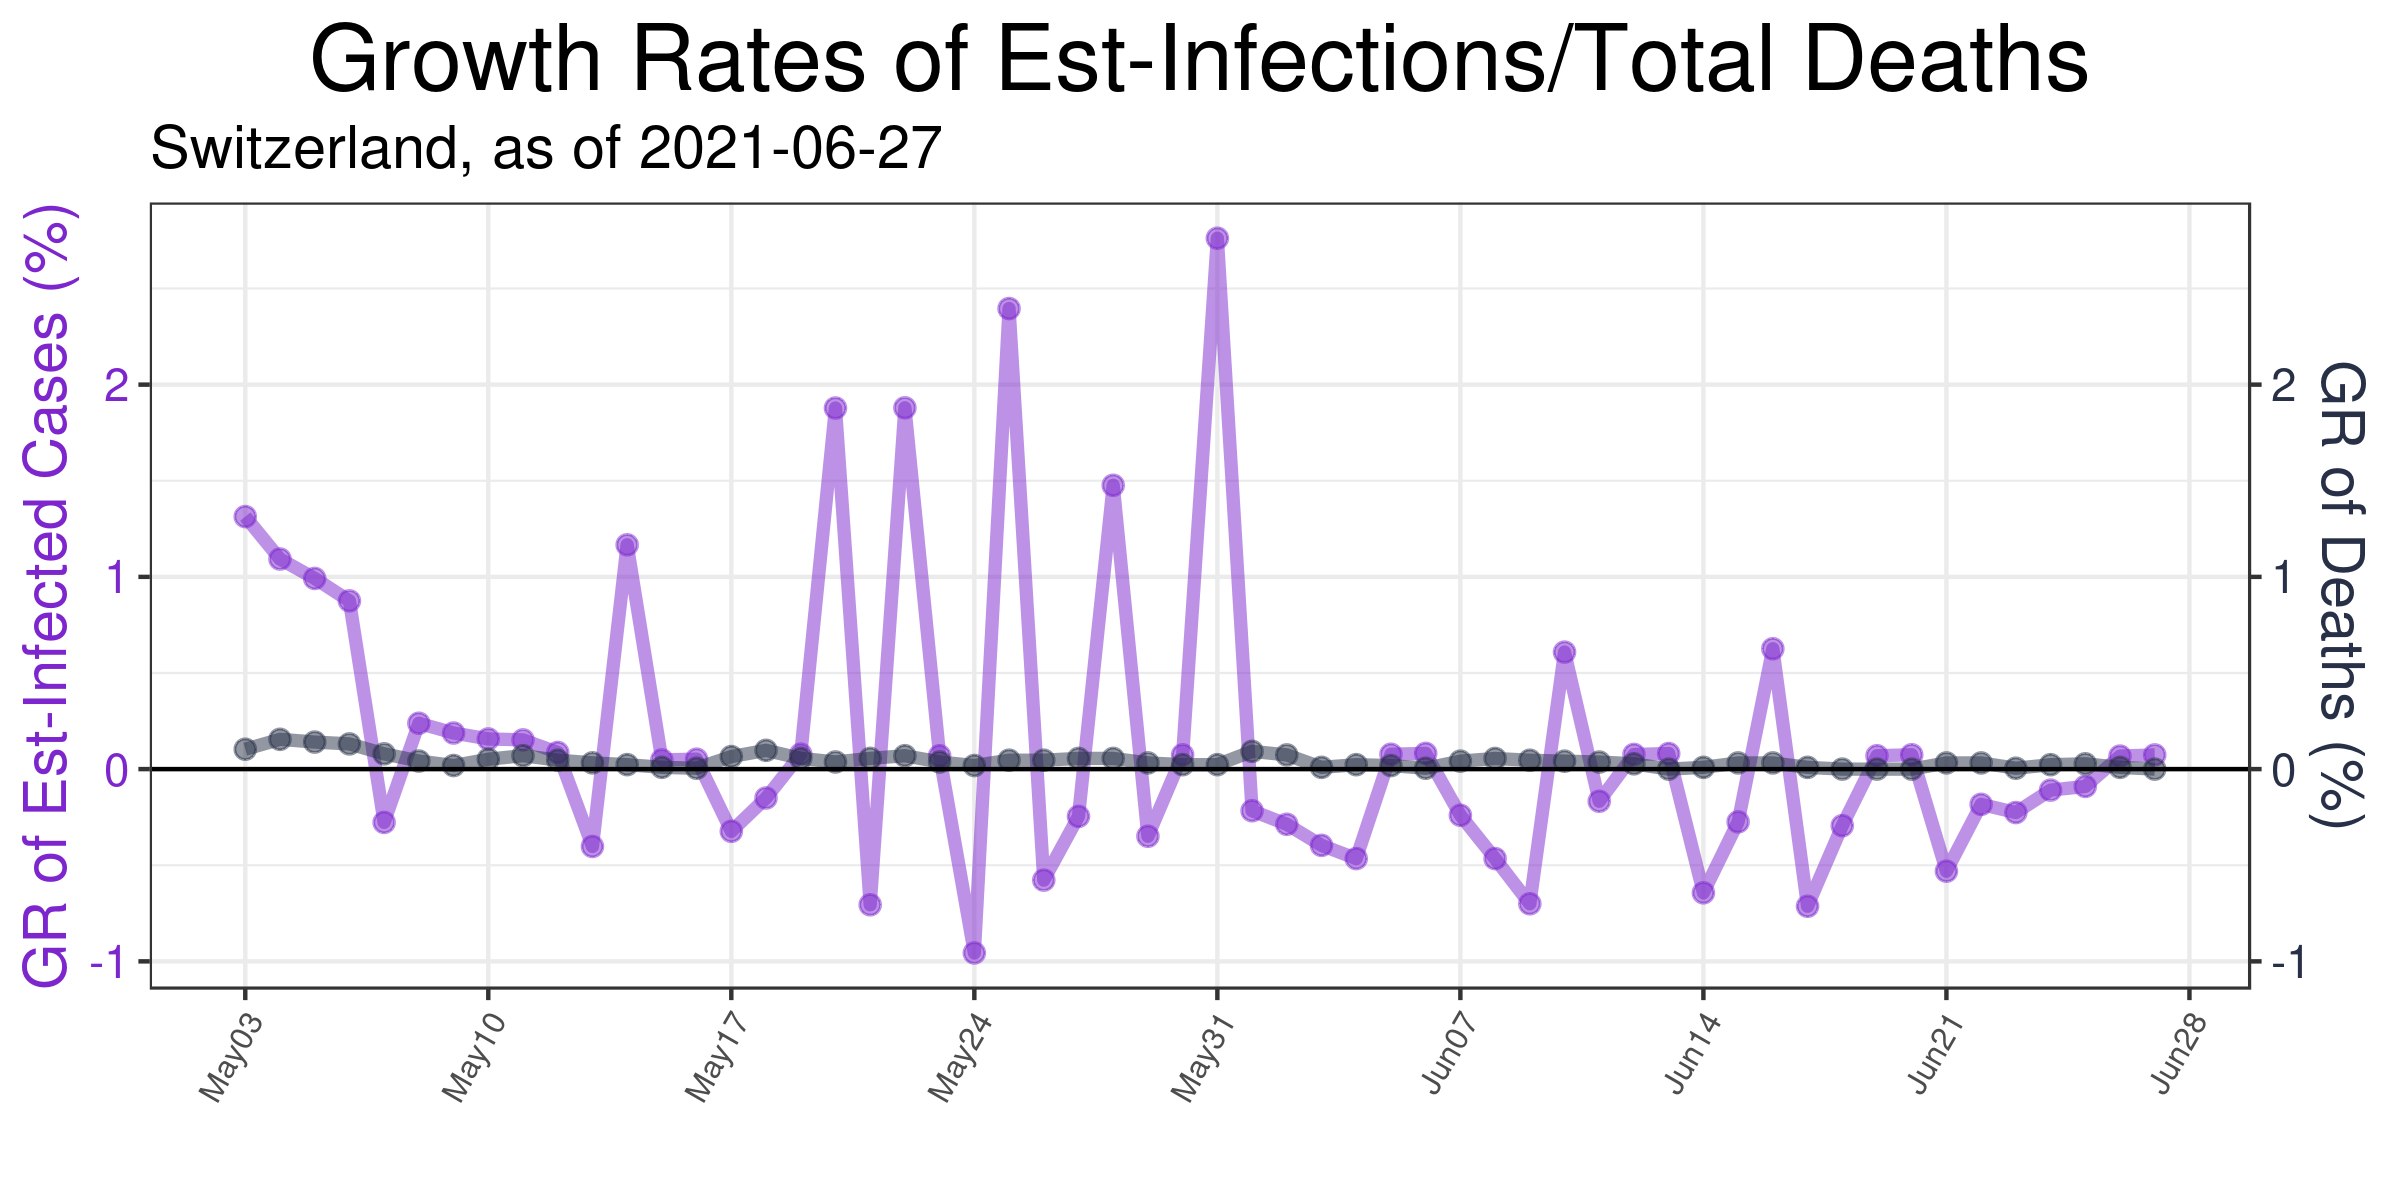 Growth Rates of Est-Infections/Total Deaths
Switzerland, as of 2021-06-27
GR of Est-Infected Cases (%)
2
1
0
-1
2
1
0
-1
GR of Deaths (%)
May03
May10
May17
May24
May31
Jun07
Jun14
Jun21
Jun28